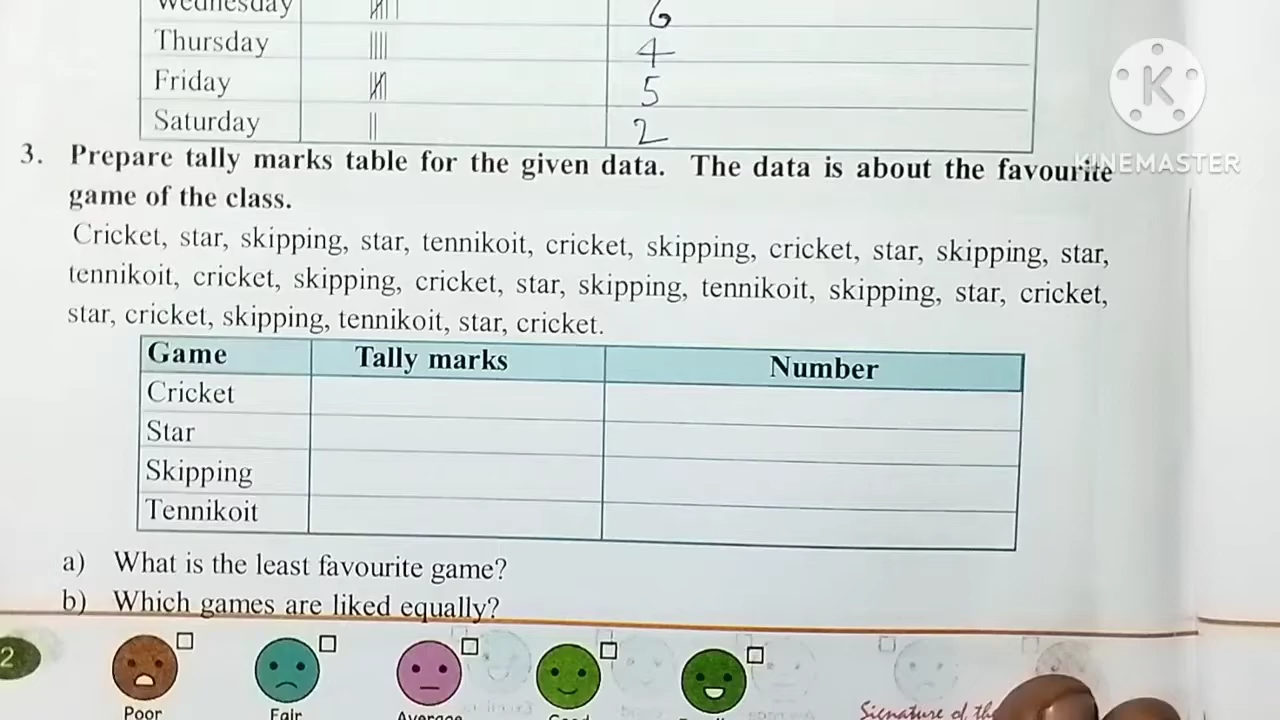 Wednesday 6
Thursday |||| 4
Friday 5
Saturday || 2
K
KINEMASTER
3. Prepare tally marks table for the given data. The data is about the favourite
game of the class.
Cricket, star, skipping, star, tennikoit, cricket, skipping, cricket, star, skipping, star,
tennikoit, cricket, skipping, cricket, star, skipping, tennikoit, skipping, star, cricket,
star, cricket, skipping, tennikoit, star, cricket.
Game Tally marks Number
Cricket
Star
Skipping
Tennikoit
a) What is the least favourite game?
b) Which games are liked equally?
2
Poor Fair Average Good
Signature of the